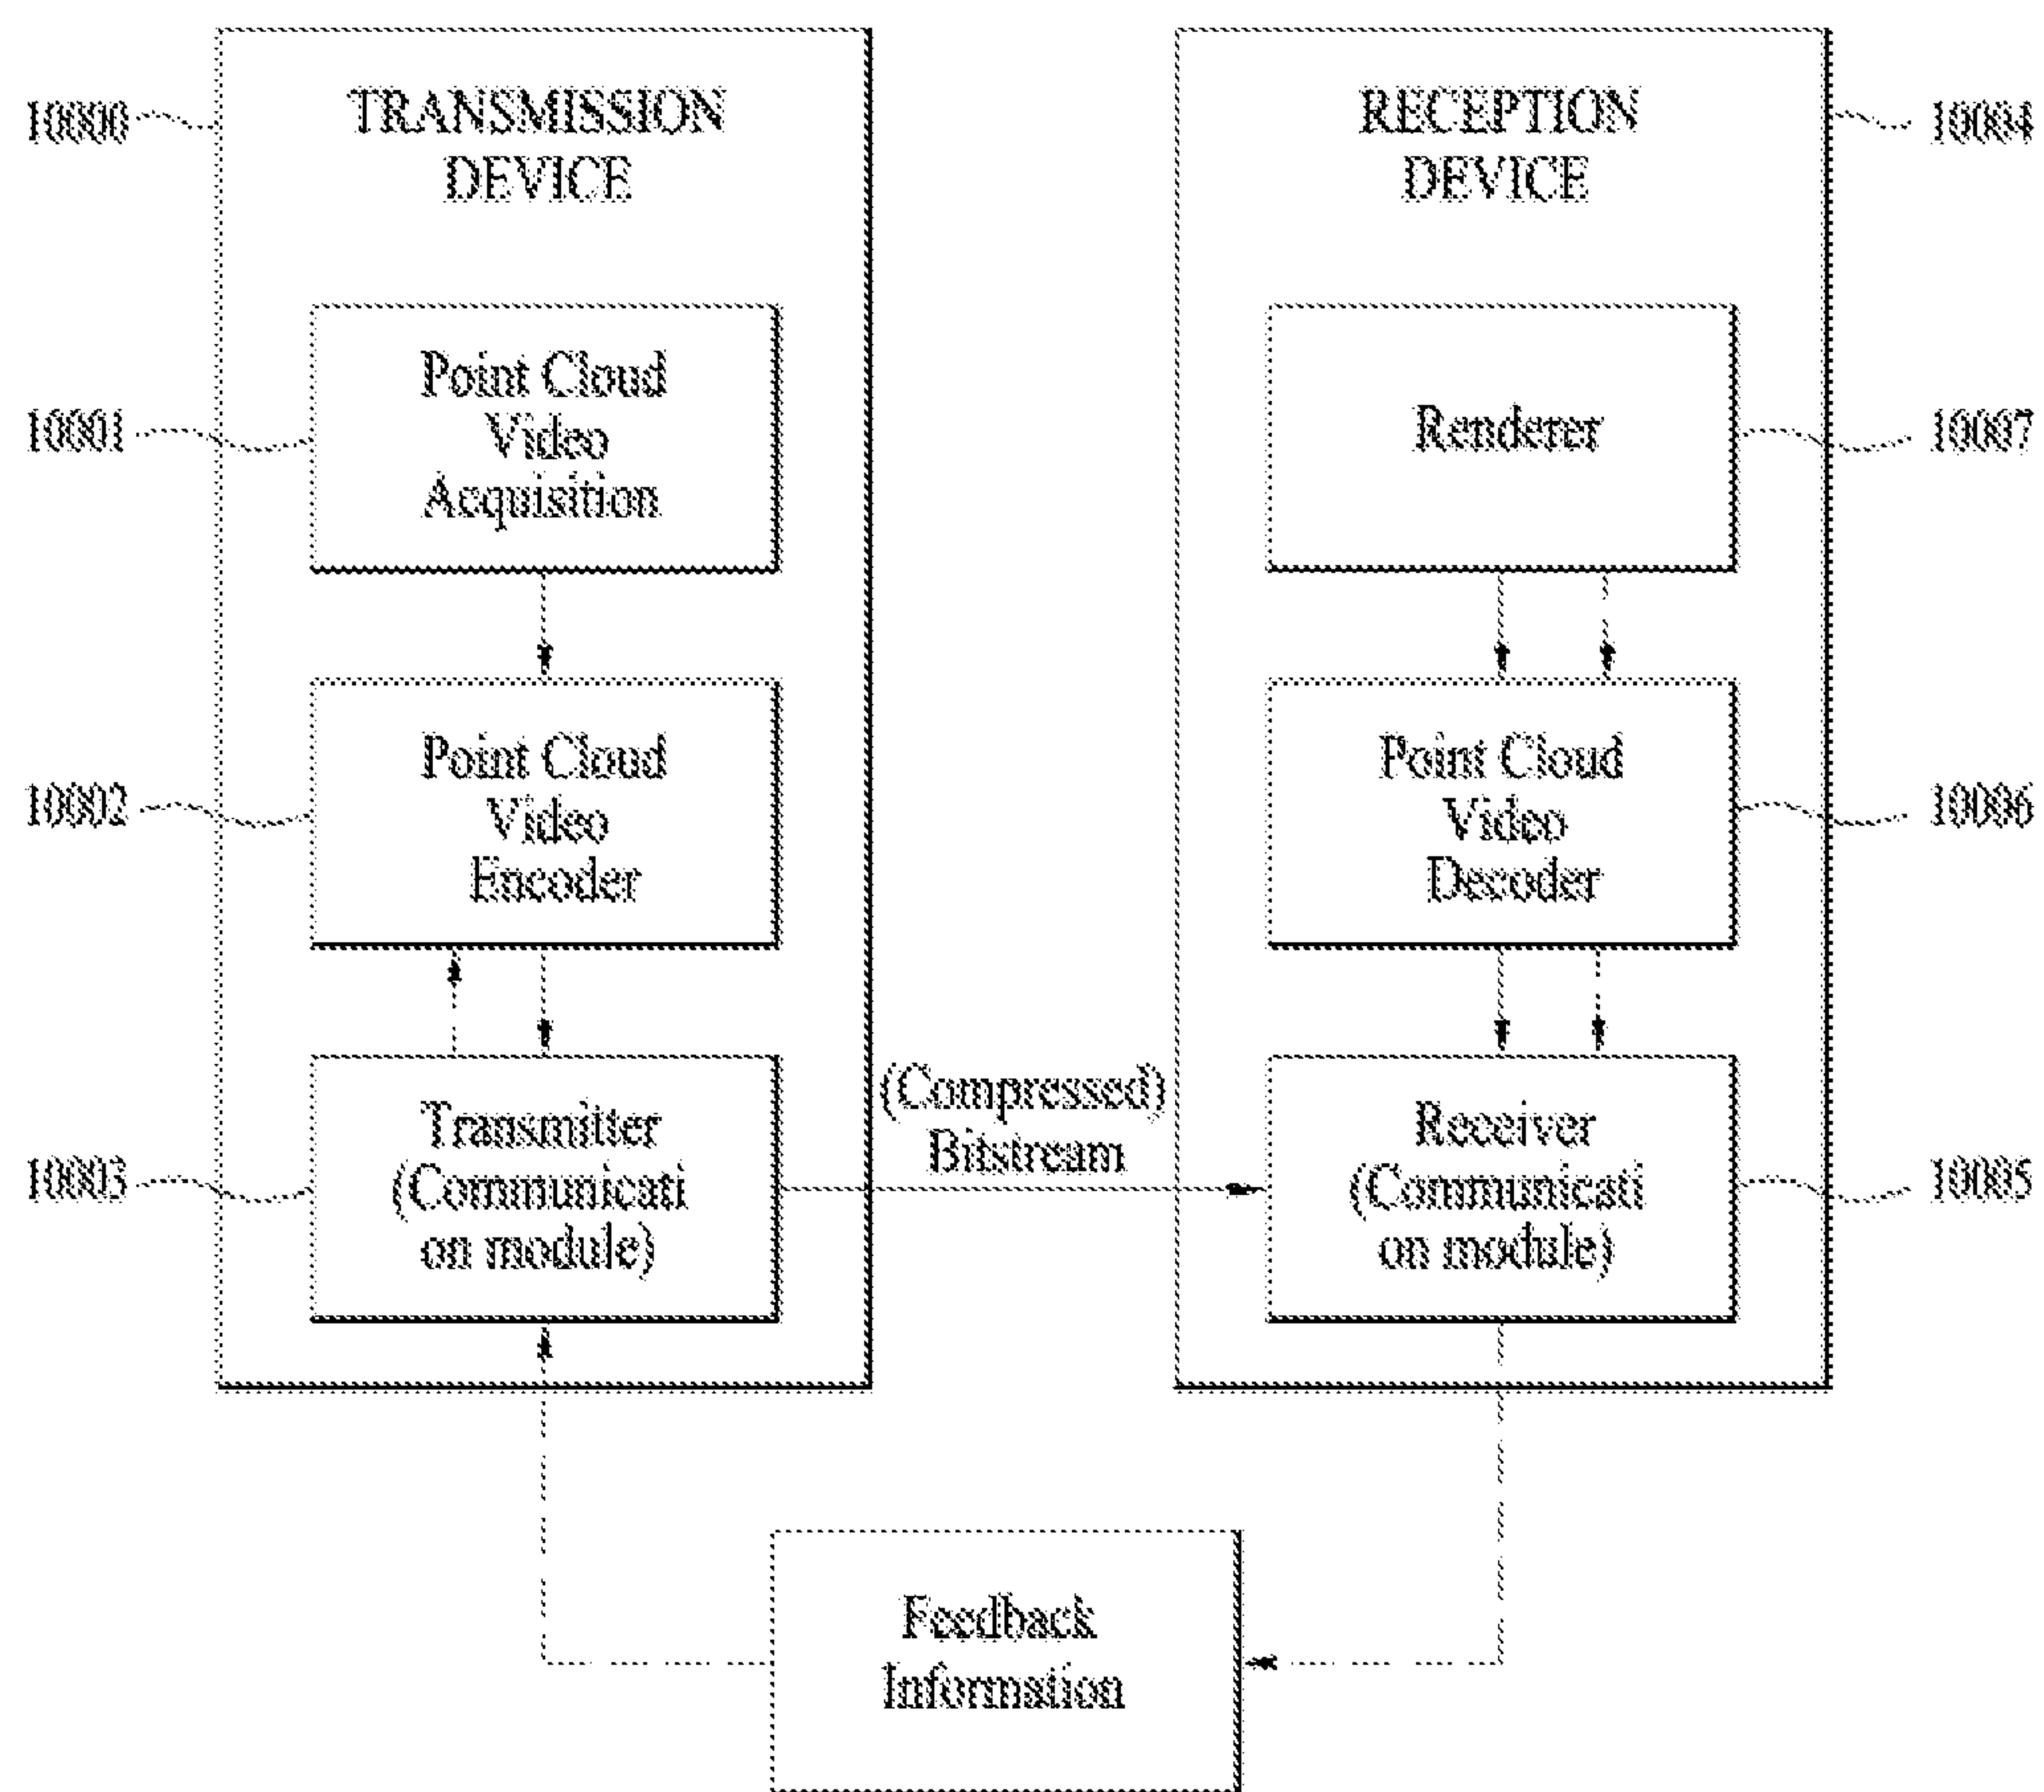 TRANSMISSION
DEVICE
10000
Point Cloud
Video
Acquisition
10001
Point Cloud
Video
Encoder
10002
Transmitter
(Communicati
on module)
10003
(Compressed)
Bitstream
RECEPTION
DEVICE
10004
Renderer
10007
Point Cloud
Video
Decoder
10006
Receiver
(Communicati
on module)
10005
Feedback
Information